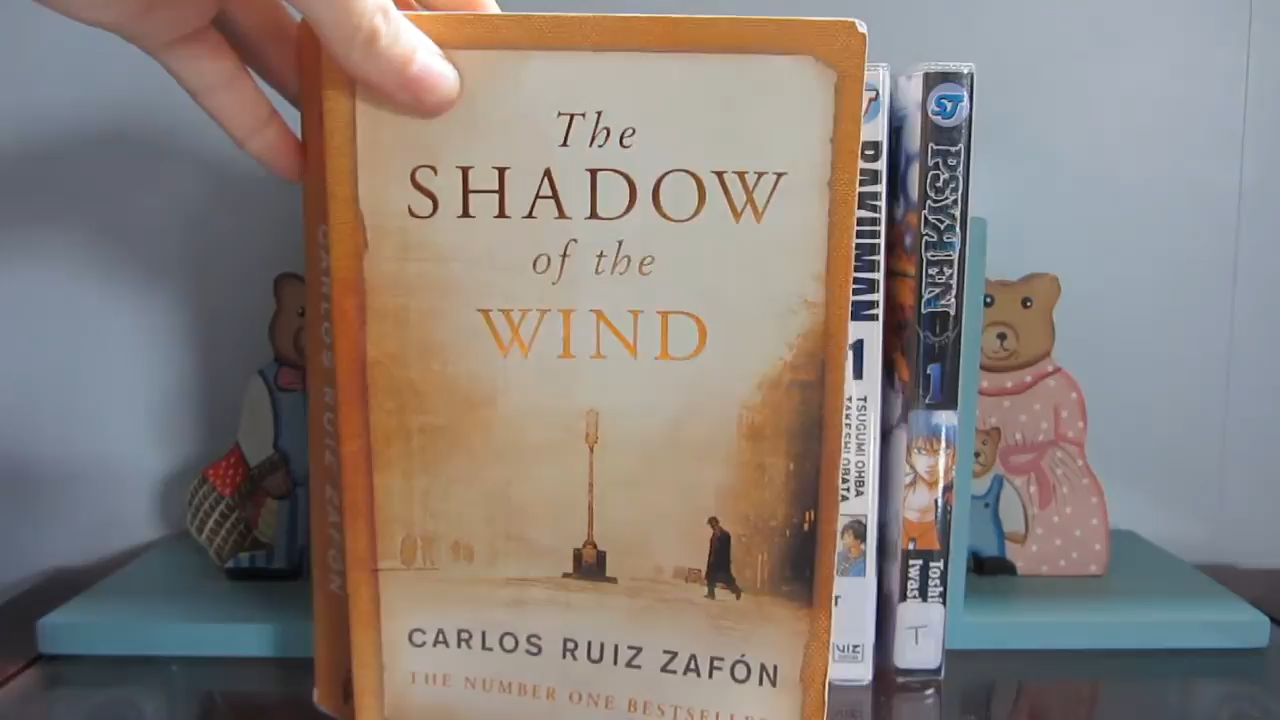 The
SHADOW
of the
WIND
CARLOS RUIZ ZAFÓN
THE NUMBER ONE BESTSELLER
CARLOS RUIZ ZAFÓN
BAKUMAN
1
TSUGUMI OHBA
TAKESHI OBATA
VIZ
SJ
PSYREN
1
Toshi
Iwas
T